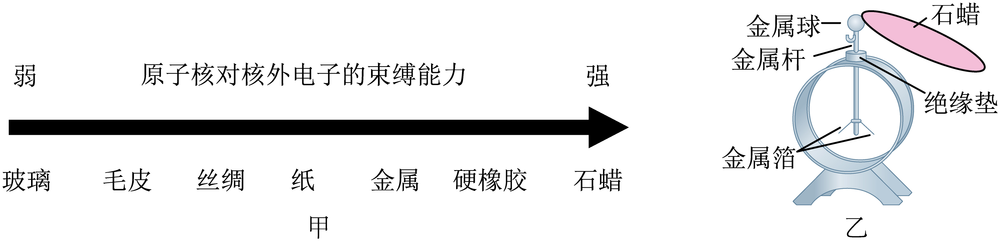 弱 原子核对核外电子的束缚能力 强
玻璃 毛皮 丝绸 纸 金属 硬橡胶 石蜡
甲
石蜡
金属球
金属杆
绝缘垫
金属箔
乙